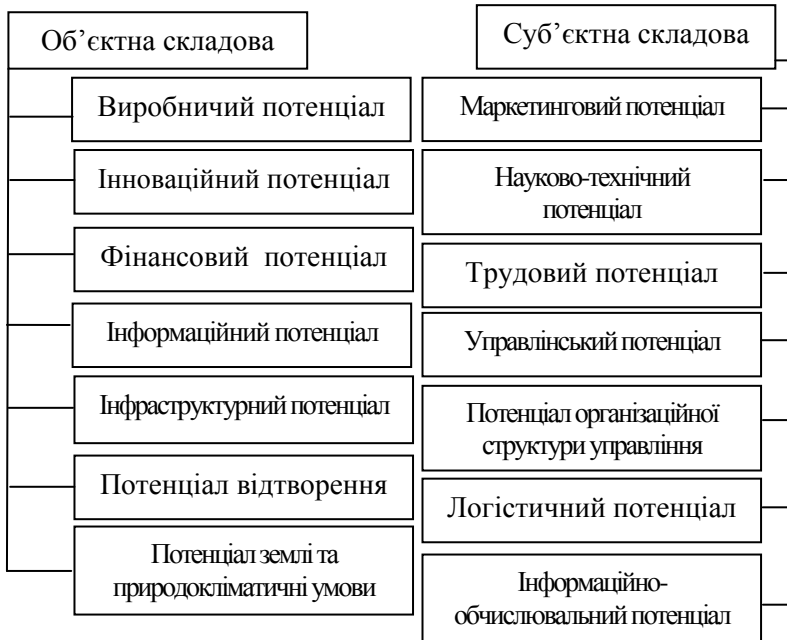 Об’єктна складова
Виробничий потенціал
Інноваційний потенціал
Фінансовий потенціал
Інформаційний потенціал
Інфраструктурний потенціал
Потенціал відтворення
Потенціал землі та
природокліматичні умови
Суб’єктна складова
Маркетинговий потенціал
Науково-технічний
потенціал
Трудовий потенціал
Управлінський потенціал
Потенціал організаційної
структури управління
Логістичний потенціал
Інформаційно-
обчислювальний потенціал